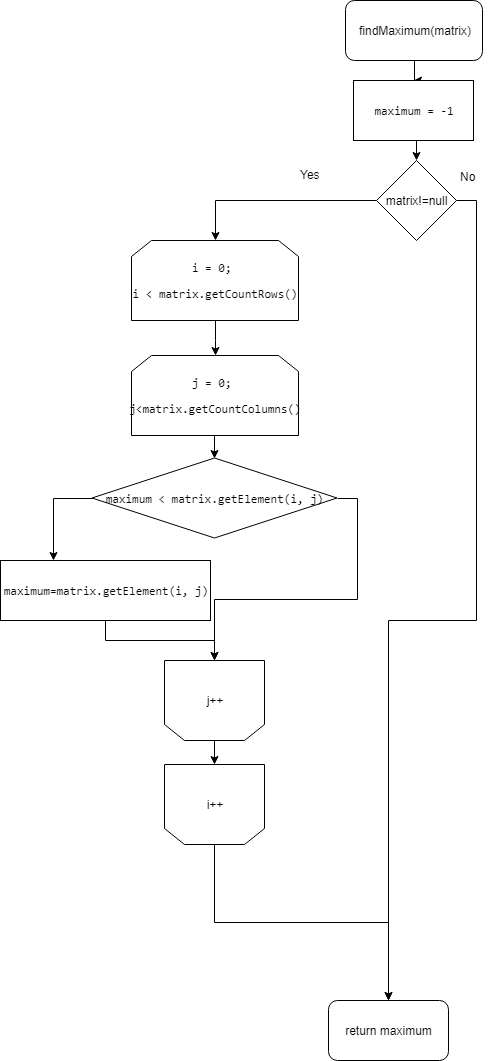 findMaximum(matrix)
maximum = -1
Yes
No
matrix!=null
i = 0;
i < matrix.getCountRows()
j = 0;
j<matrix.getCountColumns()
maximum < matrix.getElement(i, j)
maximum=matrix.getElement(i, j)
j++
i++
return maximum